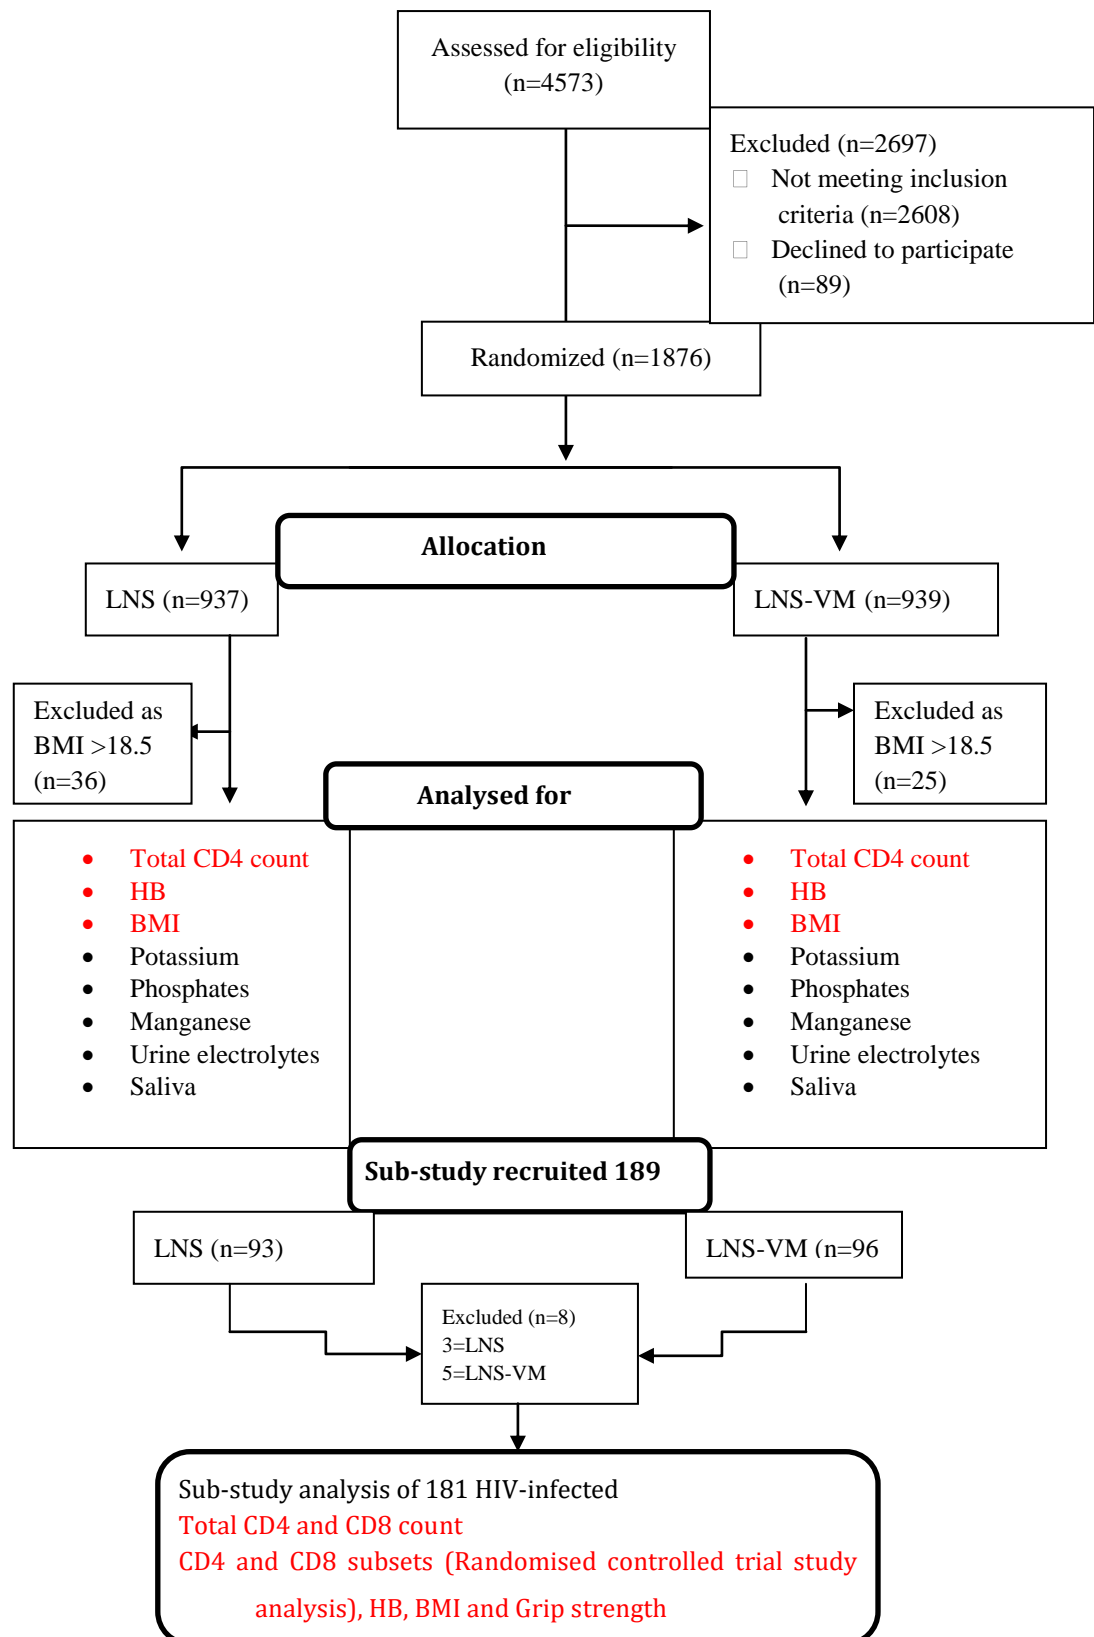 Assessed for eligibility
(n=4573)
Excluded (n=2697)
Not meeting inclusion
criteria (n=2608)
Declined to participate
(n=89)
Randomized (n=1876)
Allocation
LNS (n=937)
LNS-VM (n=939)
Excluded as
BMI >18.5
(n=36)
Excluded as
BMI >18.5
(n=25)
Analysed for
• Total CD4 count
• HB
• BMI
• Potassium
• Phosphates
• Manganese
• Urine electrolytes
• Saliva
• Total CD4 count
• HB
• BMI
• Potassium
• Phosphates
• Manganese
• Urine electrolytes
• Saliva
Sub-study recruited 189
LNS (n=93)
LNS-VM (n=96
Excluded (n=8)
3=LNS
5=LNS-VM
Sub-study analysis of 181 HIV-infected
Total CD4 and CD8 count
CD4 and CD8 subsets (Randomised controlled trial study
analysis), HB, BMI and Grip strength